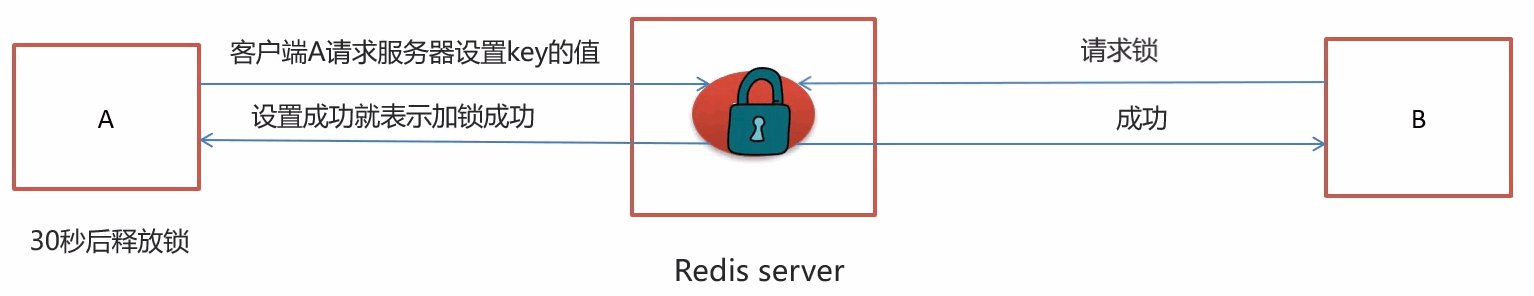 客户端A请求服务器设置key的值
请求锁
A
设置成功就表示加锁成功
成功
B
30秒后释放锁
Redis server